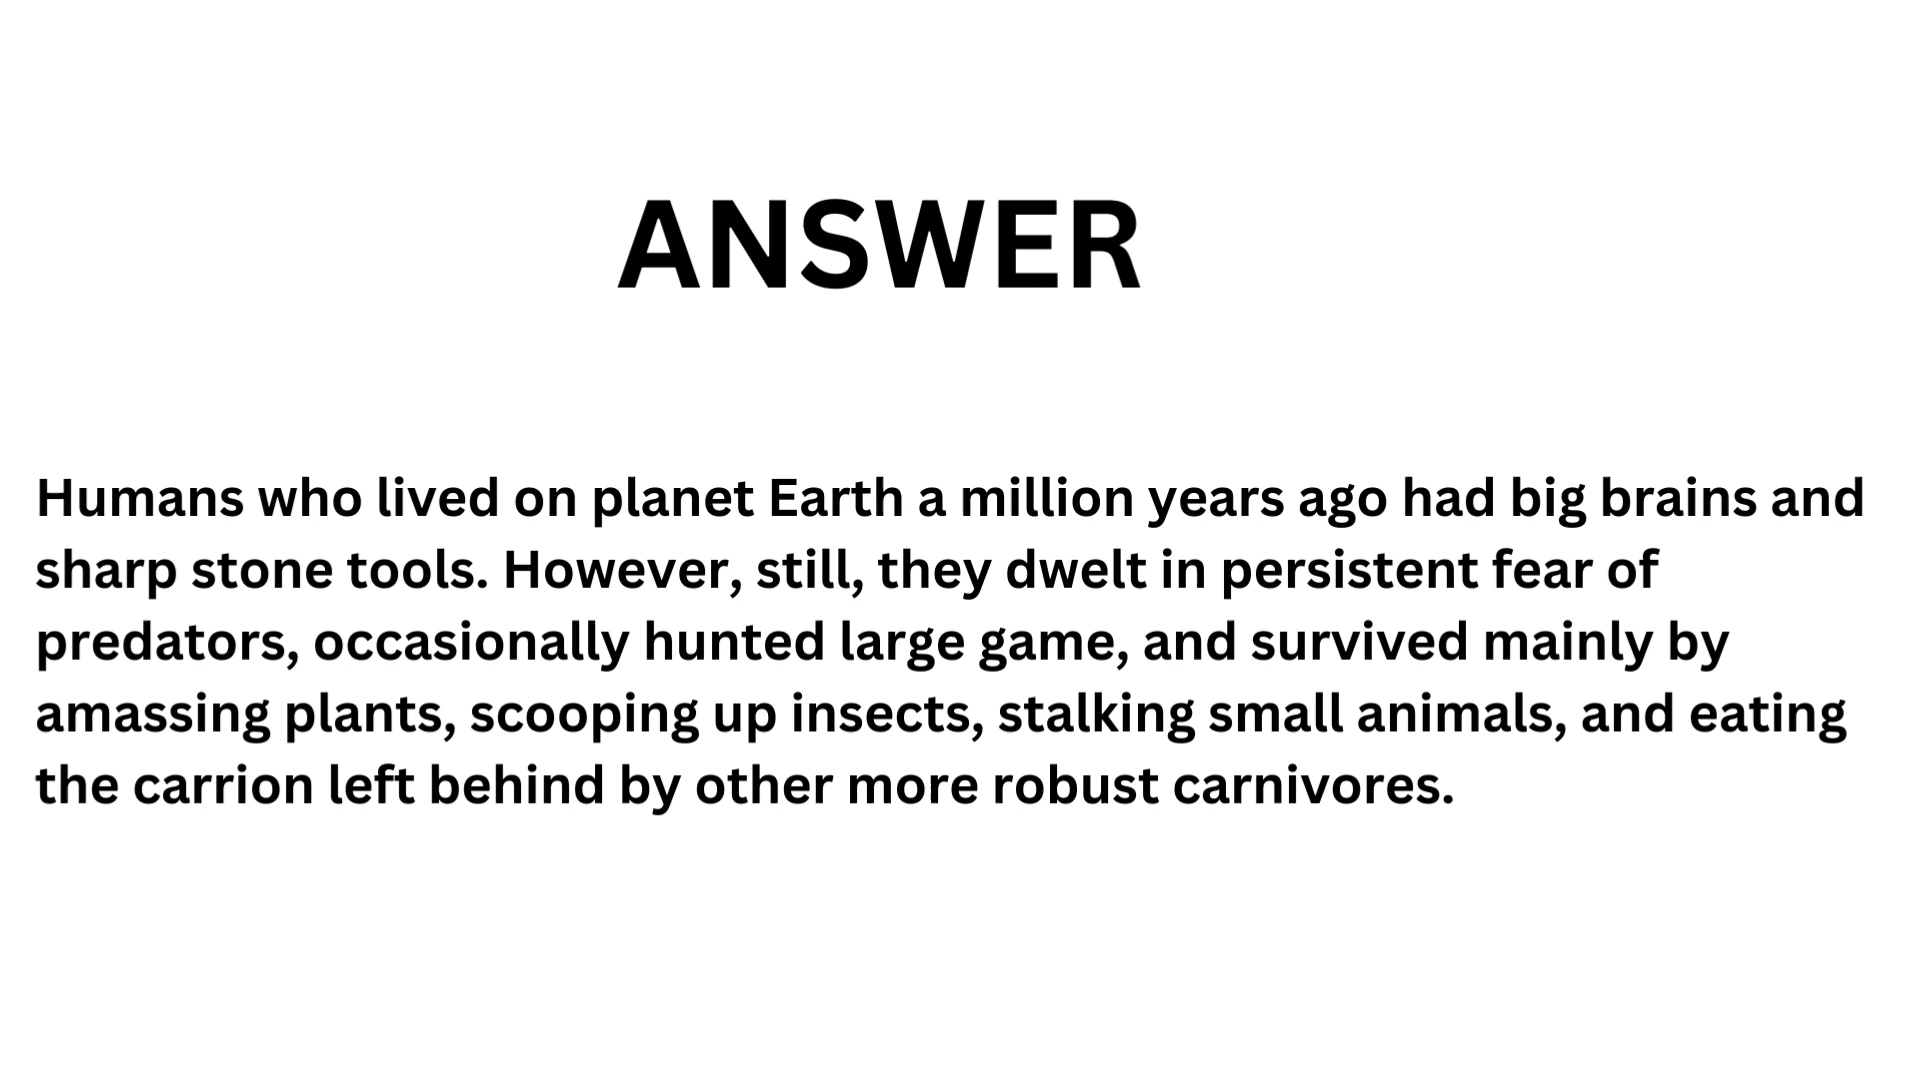 ANSWER
Humans who lived on planet Earth a million years ago had big brains and
sharp stone tools. However, still, they dwelt in persistent fear of
predators, occasionally hunted large game, and survived mainly by
amassing plants, scooping up insects, stalking small animals, and eating
the carrion left behind by other more robust carnivores.